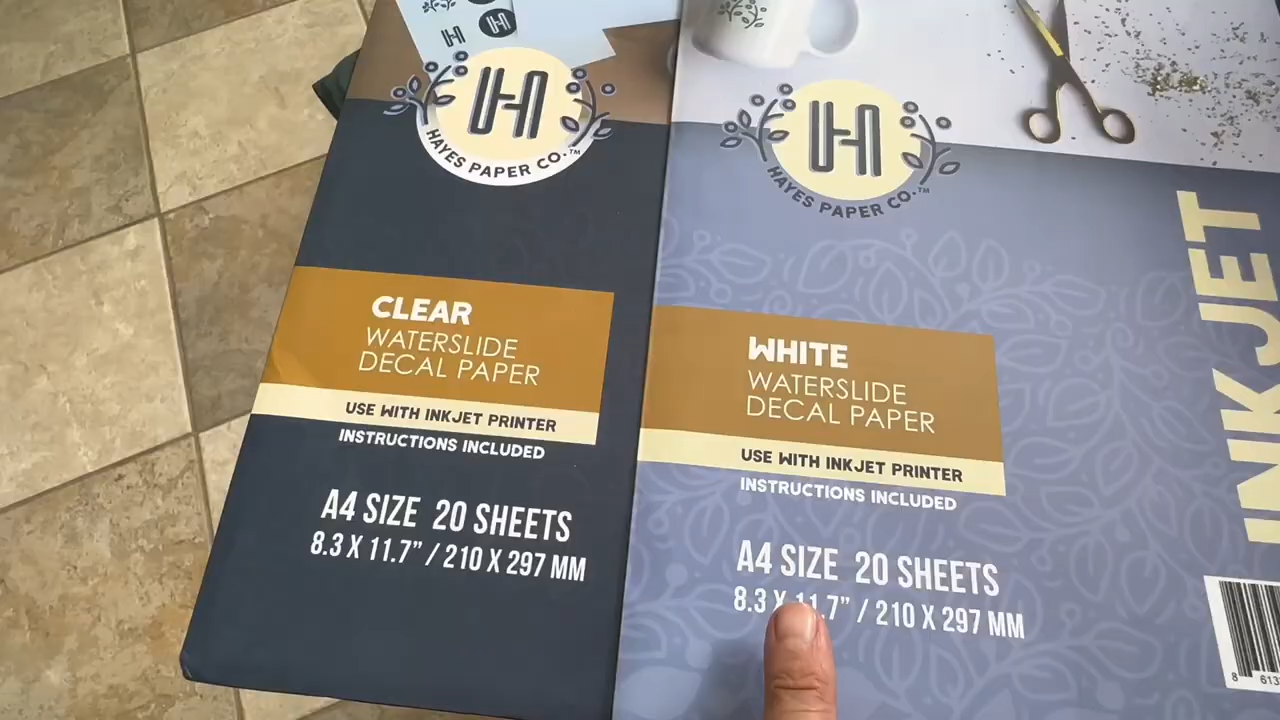 H
H
HAYES PAPER CO.™
CLEAR
WATERSLIDE
DECAL PAPER
USE WITH INKJET PRINTER
INSTRUCTIONS INCLUDED
A4 SIZE 20 SHEETS
8.3 X 11.7” / 210 X 297 MM
H
HAYES PAPER CO.™
WHITE
WATERSLIDE
DECAL PAPER
USE WITH INKJET PRINTER
INSTRUCTIONS INCLUDED
A4 SIZE 20 SHEETS
8.3 X 11.7” / 210 X 297 MM
INKJET
8 613